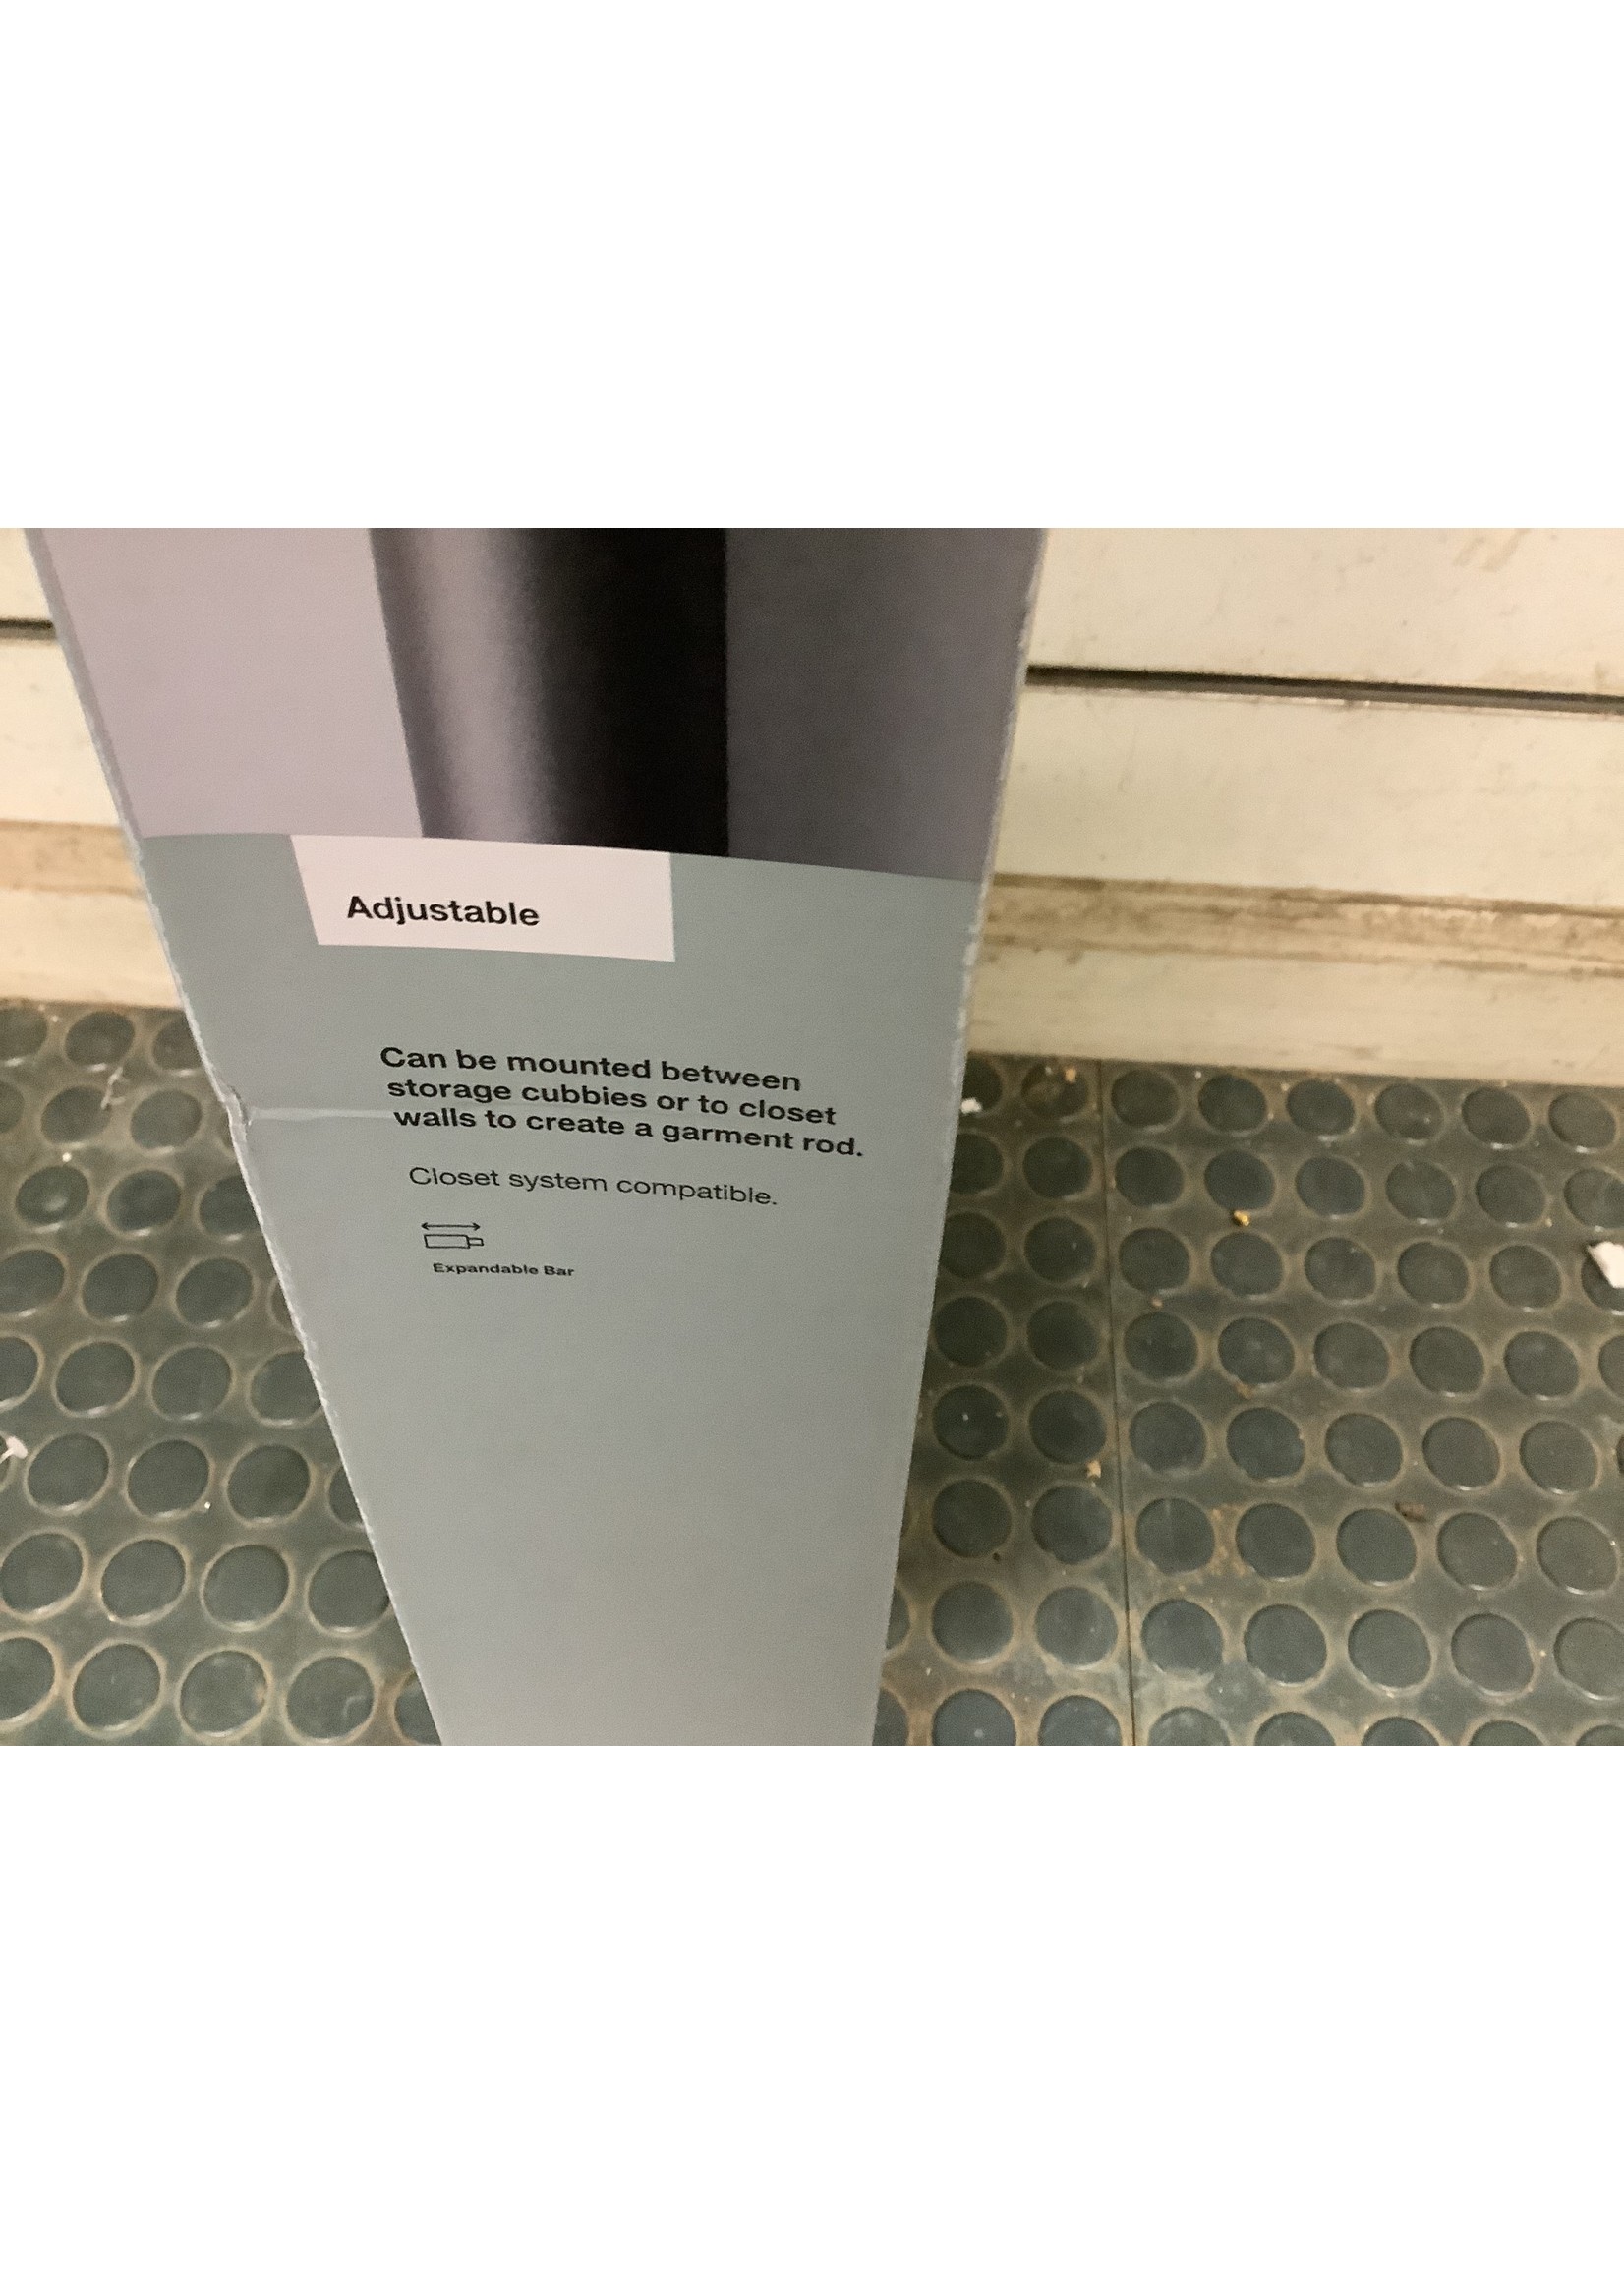 Adjustable
Can be mounted between
storage cubbies or to closet
walls to create a garment rod.
Closet system compatible.
Expandable Bar